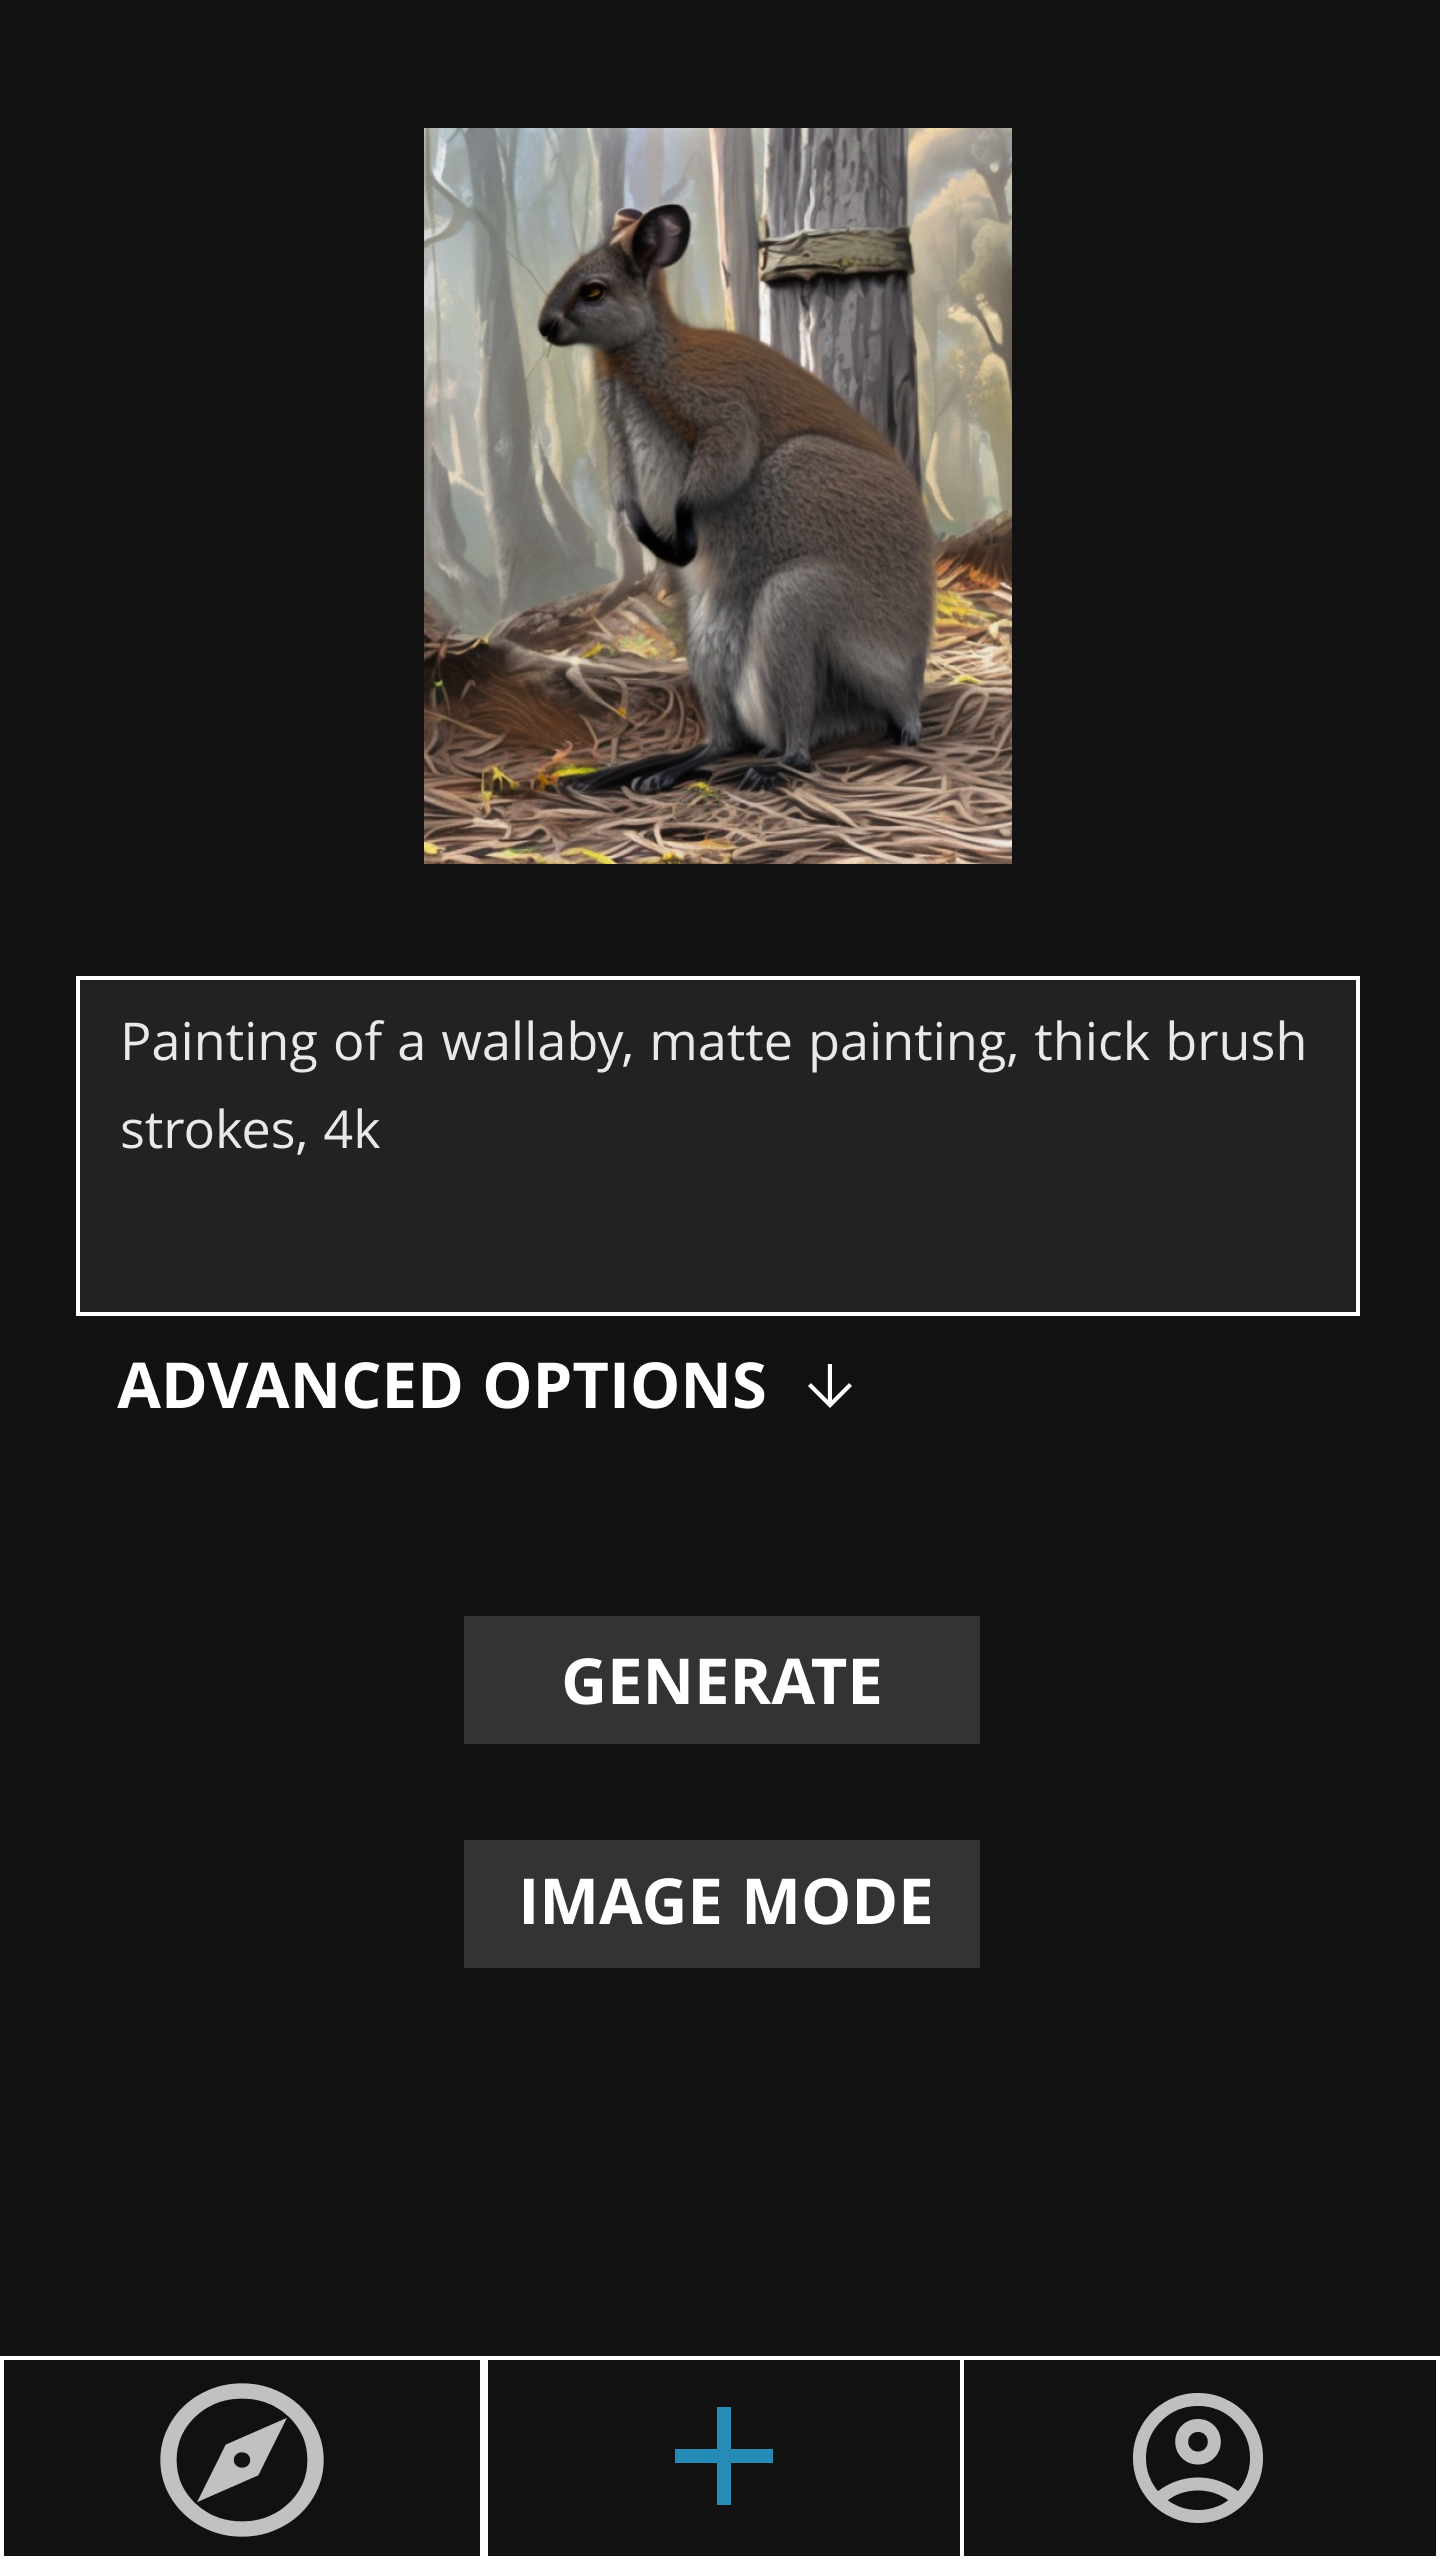 Painting of a wallaby, matte painting, thick brush
strokes, 4k
ADVANCED OPTIONS
GENERATE
IMAGE MODE